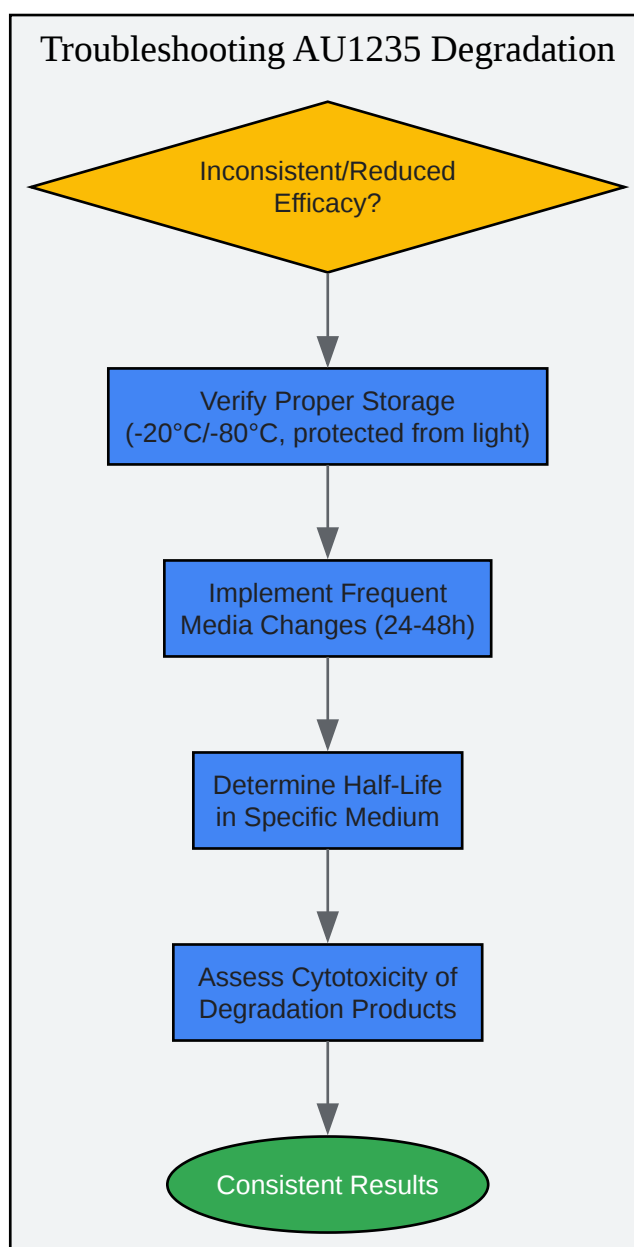 Troubleshooting AU1235 Degradation
Inconsistent/Reduced
Efficacy?
Verify Proper Storage
(-20°C/-80°C, protected from light)
Implement Frequent
Media Changes (24-48h)
Determine Half-Life
in Specific Medium
Assess Cytotoxicity of
Degradation Products
Consistent Results